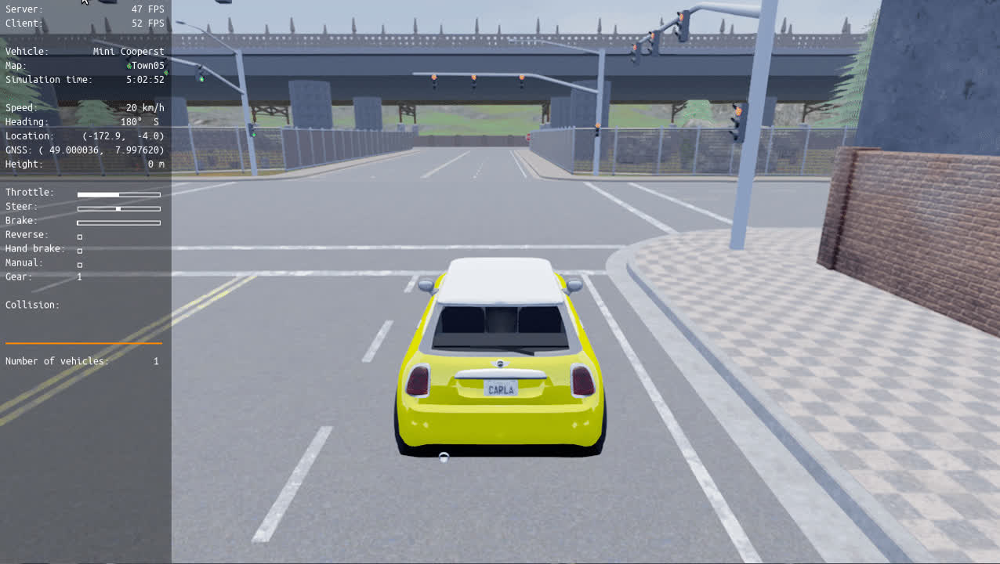 Server: 47 FPS
Client: 52 FPS
Vehicle: Mini Cooperst
Map: Town05
Simulation time: 5:02:52
Speed: 20 km/h
Heading: 180° S
Location: (-172.9, -4.0)
GNSS: ( 49.000036, 7.997620)
Height: 0 m
Throttle:
Steer:
Brake:
Reverse:
Hand brake:
Manual:
Gear: 1
Collision:
Number of vehicles: 1
CARLA